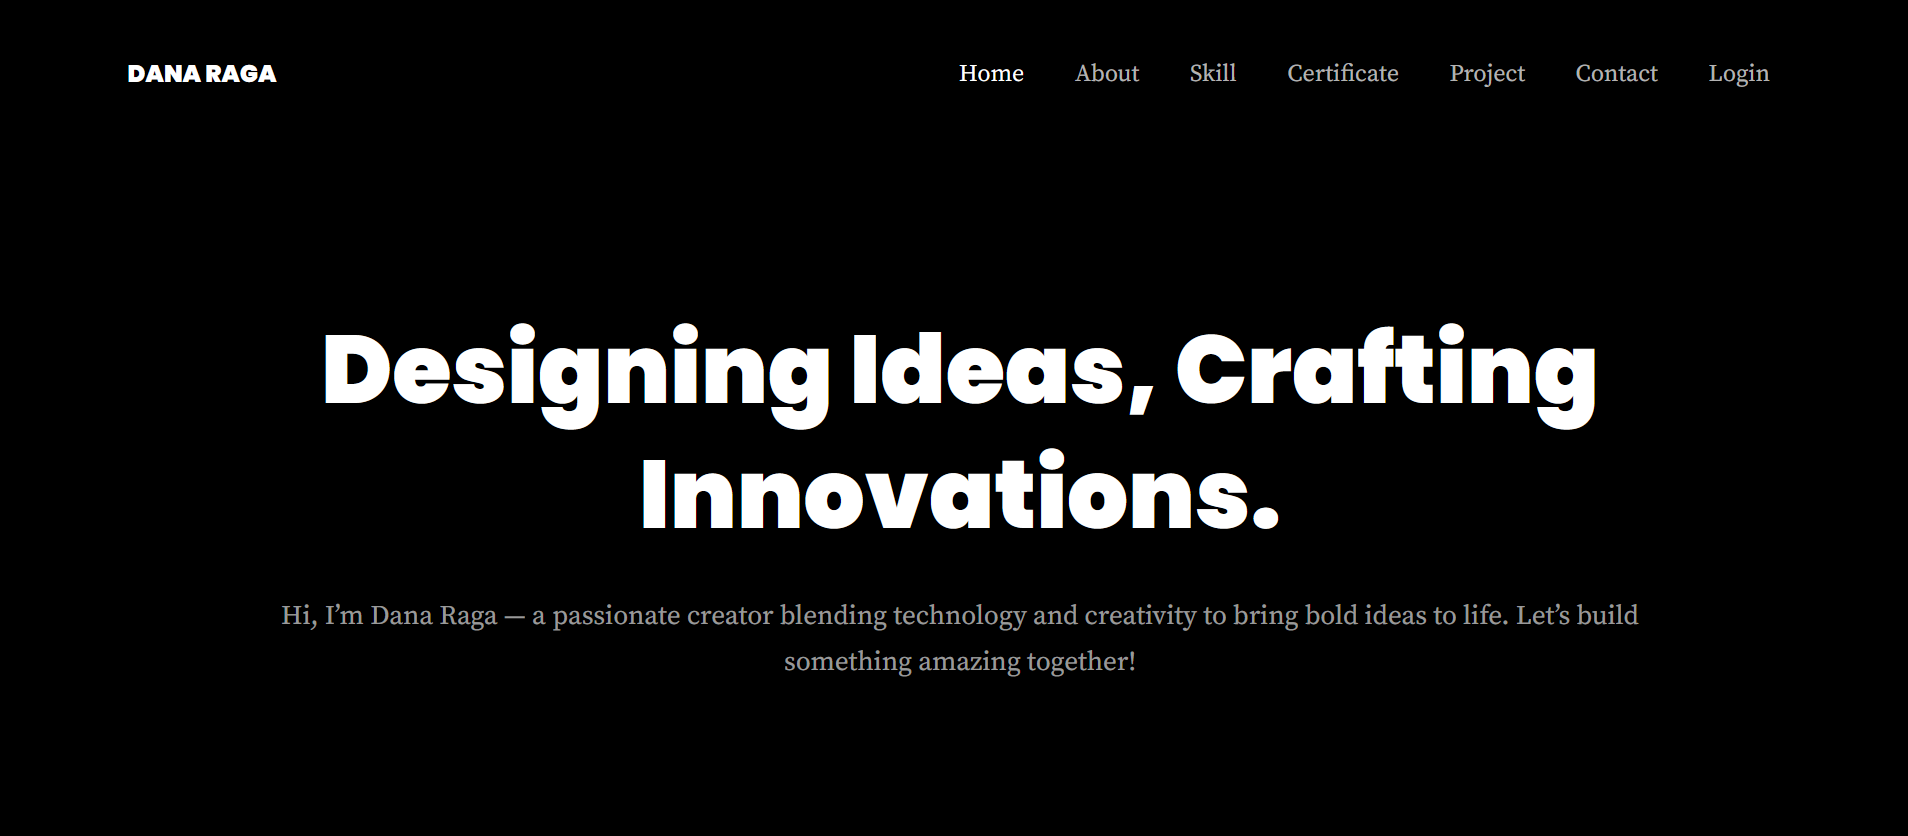 DANA RAGA
Home About Skill Certificate Project Contact Login
Designing Ideas, Crafting
Innovations.
Hi, I’m Dana Raga — a passionate creator blending technology and creativity to bring bold ideas to life. Let’s build
something amazing together!